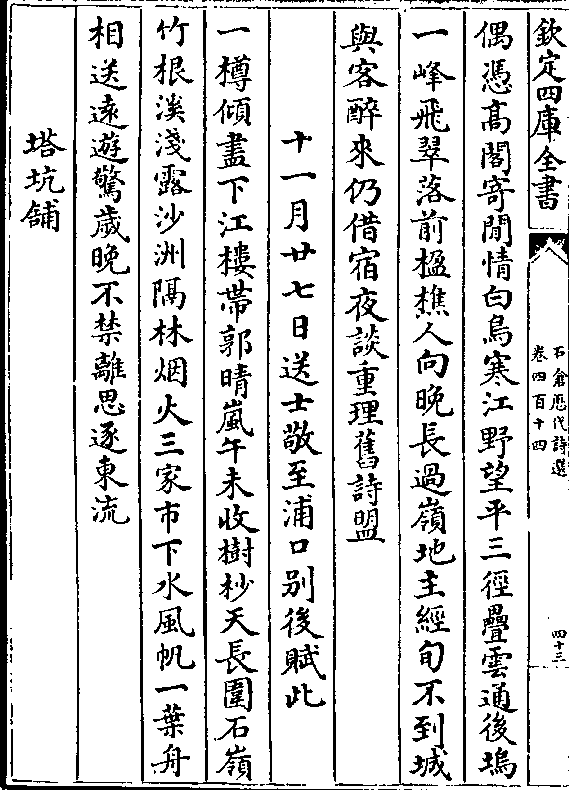 欽定四庫全書
石倉歷代詩選
卷四百十四
四十三
偶憑高閣寄閒情白鳥寒江野望平三徑疊雲通後塢
一峰飛翠落前楹樵人向晚長過嶺地主經旬不到城
與客醉來仍借宿夜談重理舊詩盟
十一月廿七日送士敬至浦口别後賦此
一樽傾盡下江樓帶郭晴嵐午未收樹杪天長圍石嶺
竹根溪淺露沙洲隔林烟火三家市下水風帆一葉舟
相送遠遊驚歲晚不禁離思逐東流
塔坑舖